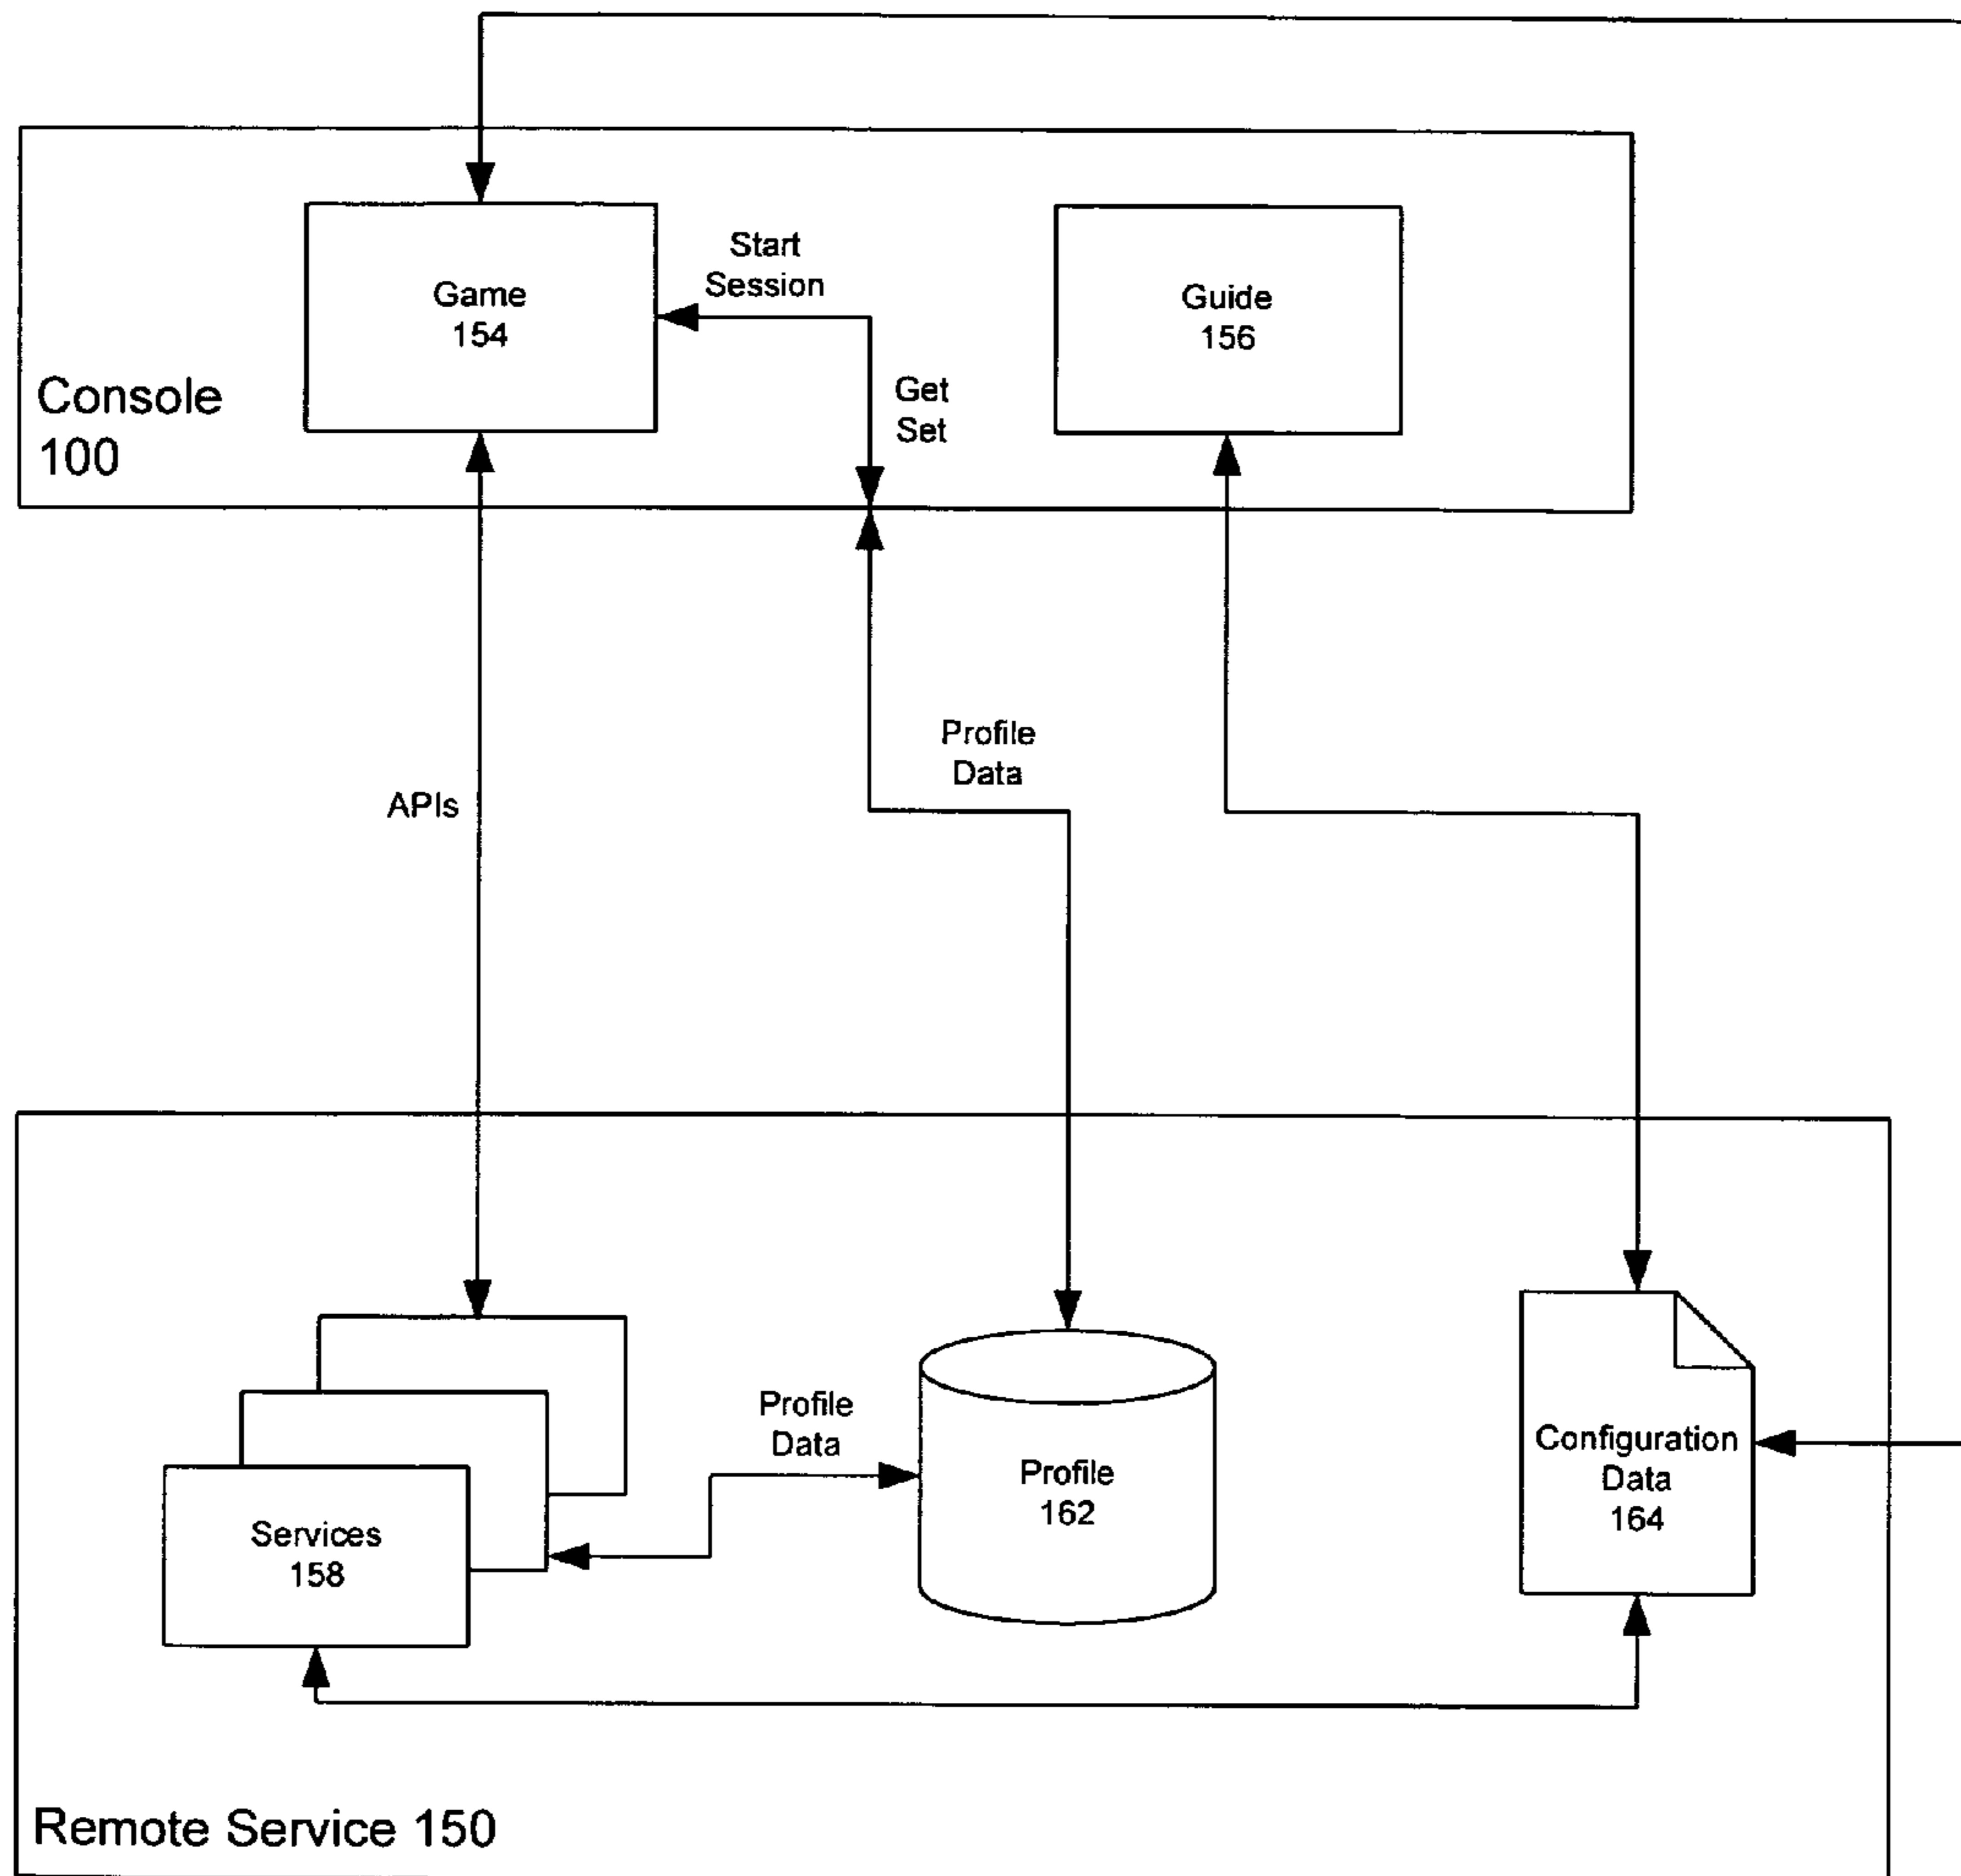 Start
Session
Game
154
Guide
156
Console
100
Get
Set
Profile
Data
APIs
Profile
Data
Configuration
Data
164
Profile
162
Services
158
Remote Service 150